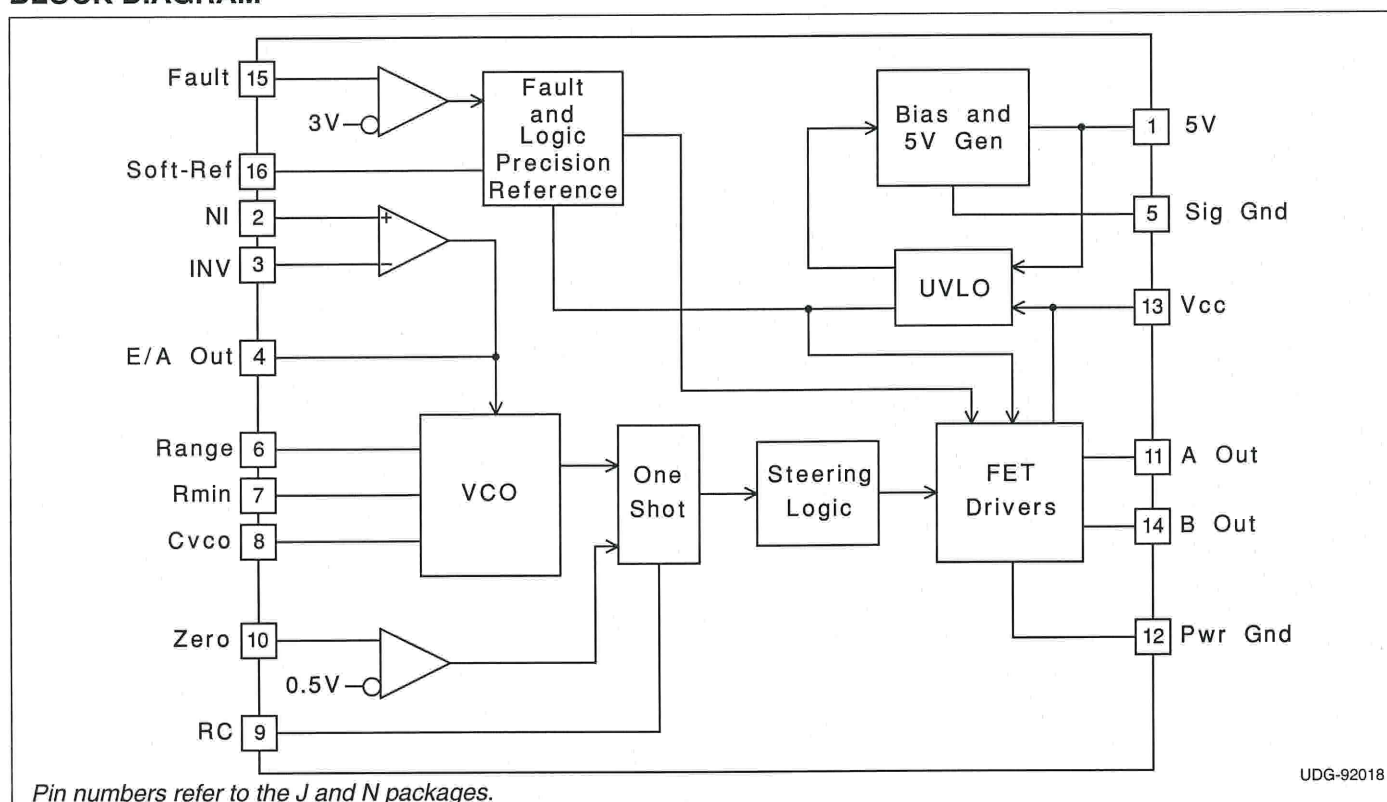 BLOCK DIAGRAM
Fault 15
3V
Soft-Ref 16
NI 2
INV 3
E/A Out 4
Range 6
Rmin 7
Cvco 8
Zero 10
0.5V
RC 9
+
−
Fault
and
Logic
Precision
Reference
Bias and
5V Gen
UVLO
VCO
One
Shot
Steering
Logic
FET
Drivers
1 5V
5 Sig Gnd
13 Vcc
11 A Out
14 B Out
12 Pwr Gnd
Pin numbers refer to the J and N packages.
UDG-92018